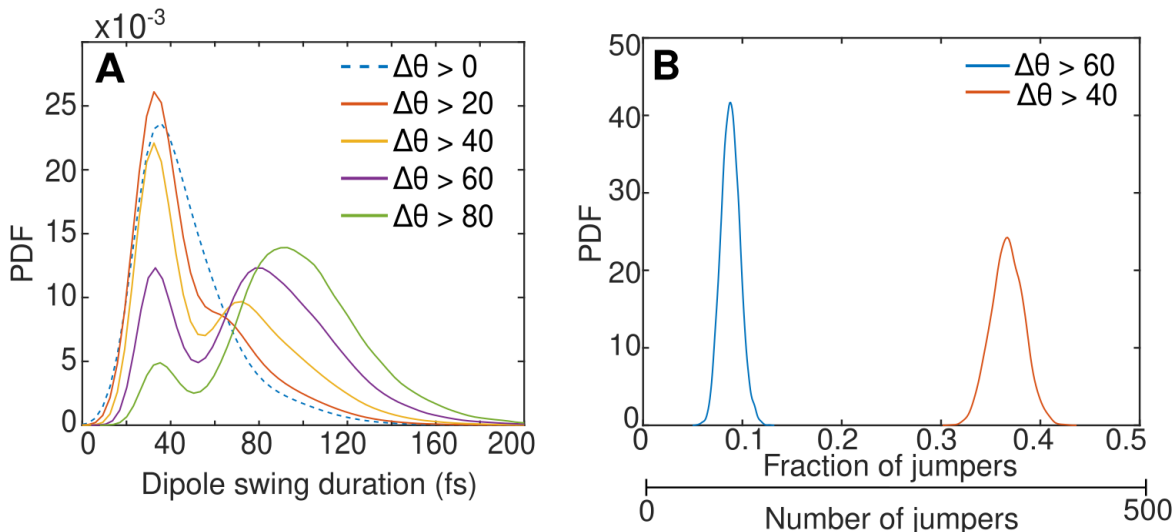 x10-3
A
Δθ > 0
Δθ > 20
Δθ > 40
Δθ > 60
Δθ > 80
25
20
15
10
5
0
PDF
0 40 80 120 160 200
Dipole swing duration (fs)
B
Δθ > 60
Δθ > 40
50
40
30
20
10
0
PDF
0 0.1 0.2 0.3 0.4 0.5
Fraction of jumpers
0 500
Number of jumpers